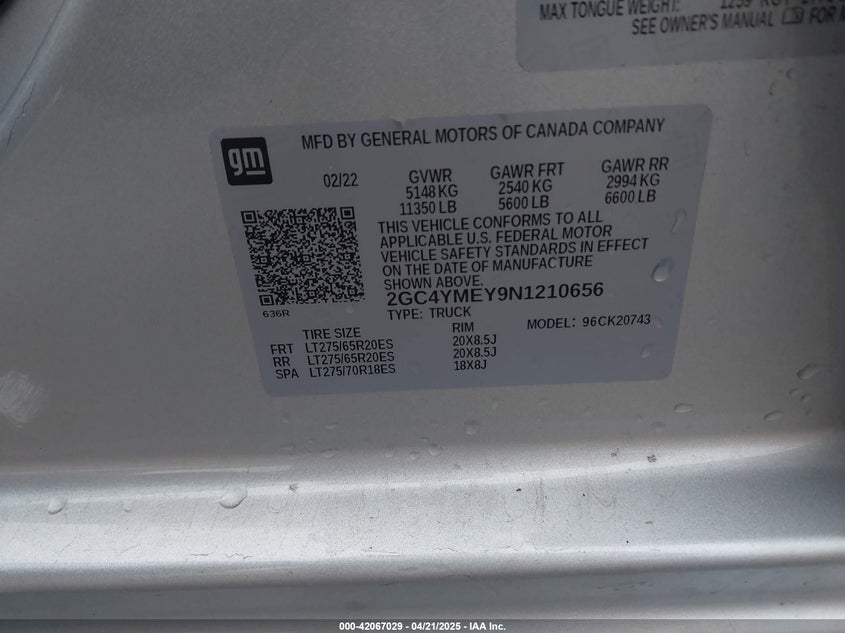 MAX TONGUE WEIGHT:
SEE OWNER'S MANUAL FOR
gm
MFD BY GENERAL MOTORS OF CANADA COMPANY
02/22 GVWR GAWR FRT GAWR RR
5148 KG 2540 KG 2994 KG
11350 LB 5600 LB 6600 LB
THIS VEHICLE CONFORMS TO ALL
APPLICABLE U.S. FEDERAL MOTOR
VEHICLE SAFETY STANDARDS IN EFFECT
ON THE DATE OF MANUFACTURE
SHOWN ABOVE.
2GC4YMEY9N1210656
636R
TYPE: TRUCK MODEL: 96CK20743
TIRE SIZE RIM
FRT LT275/65R20ES 20X8.5J
RR LT275/65R20ES 20X8.5J
SPA LT275/70R18ES 18X8J
000-42067029 - 04/21/2025 - IAA Inc.